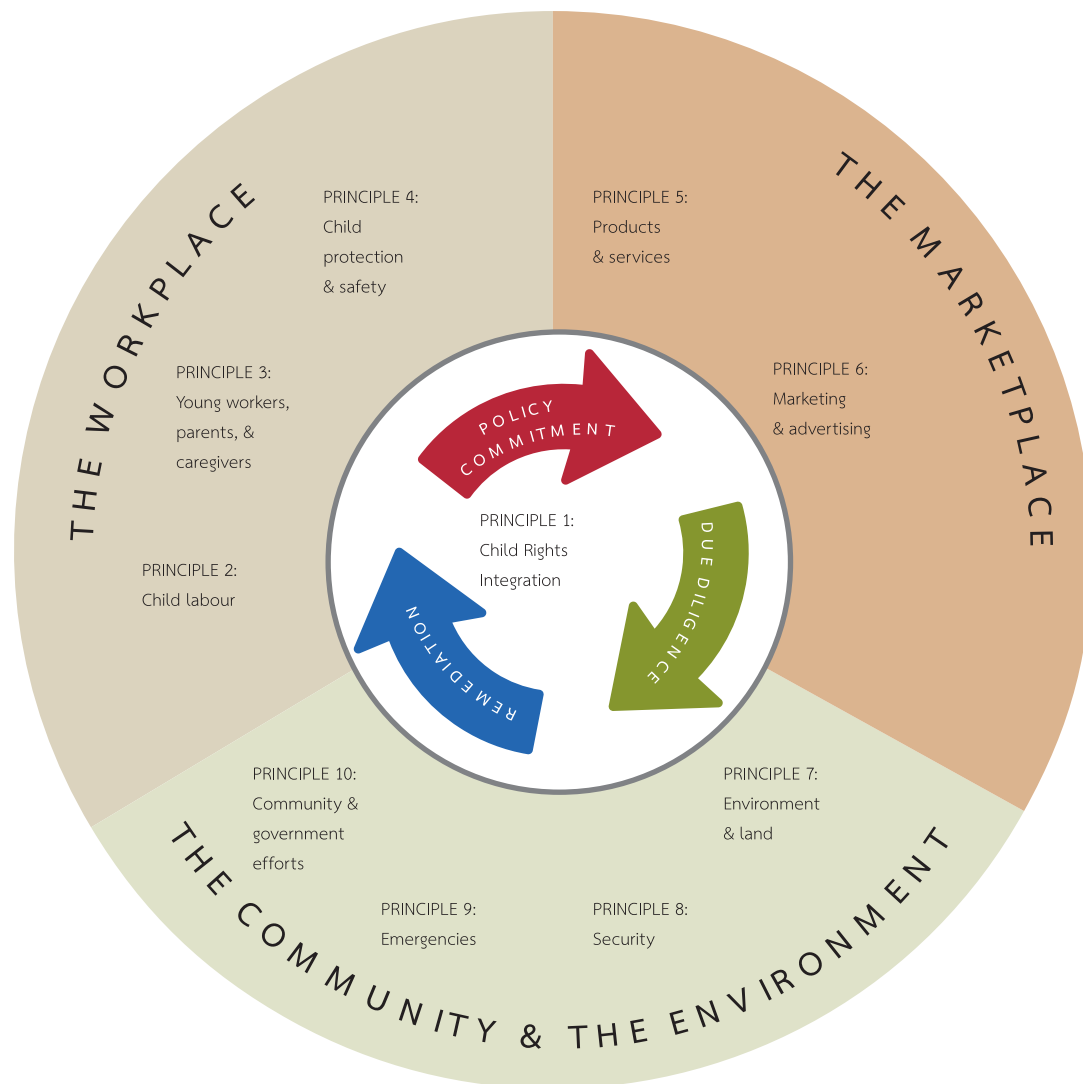 THE WORKPLACE
PRINCIPLE 4:
Child
protection
& safety
PRINCIPLE 3:
Young workers,
parents, &
caregivers
PRINCIPLE 2:
Child labour
THE MARKETPLACE
PRINCIPLE 5:
Products
& services
PRINCIPLE 6:
Marketing
& advertising
POLICY
COMMITMENT
DUE DILIGENCE
REMEDIATION
PRINCIPLE 1:
Child Rights
Integration
PRINCIPLE 10:
Community &
government
efforts
PRINCIPLE 7:
Environment
& land
PRINCIPLE 9:
Emergencies
PRINCIPLE 8:
Security
THE COMMUNITY & THE ENVIRONMENT